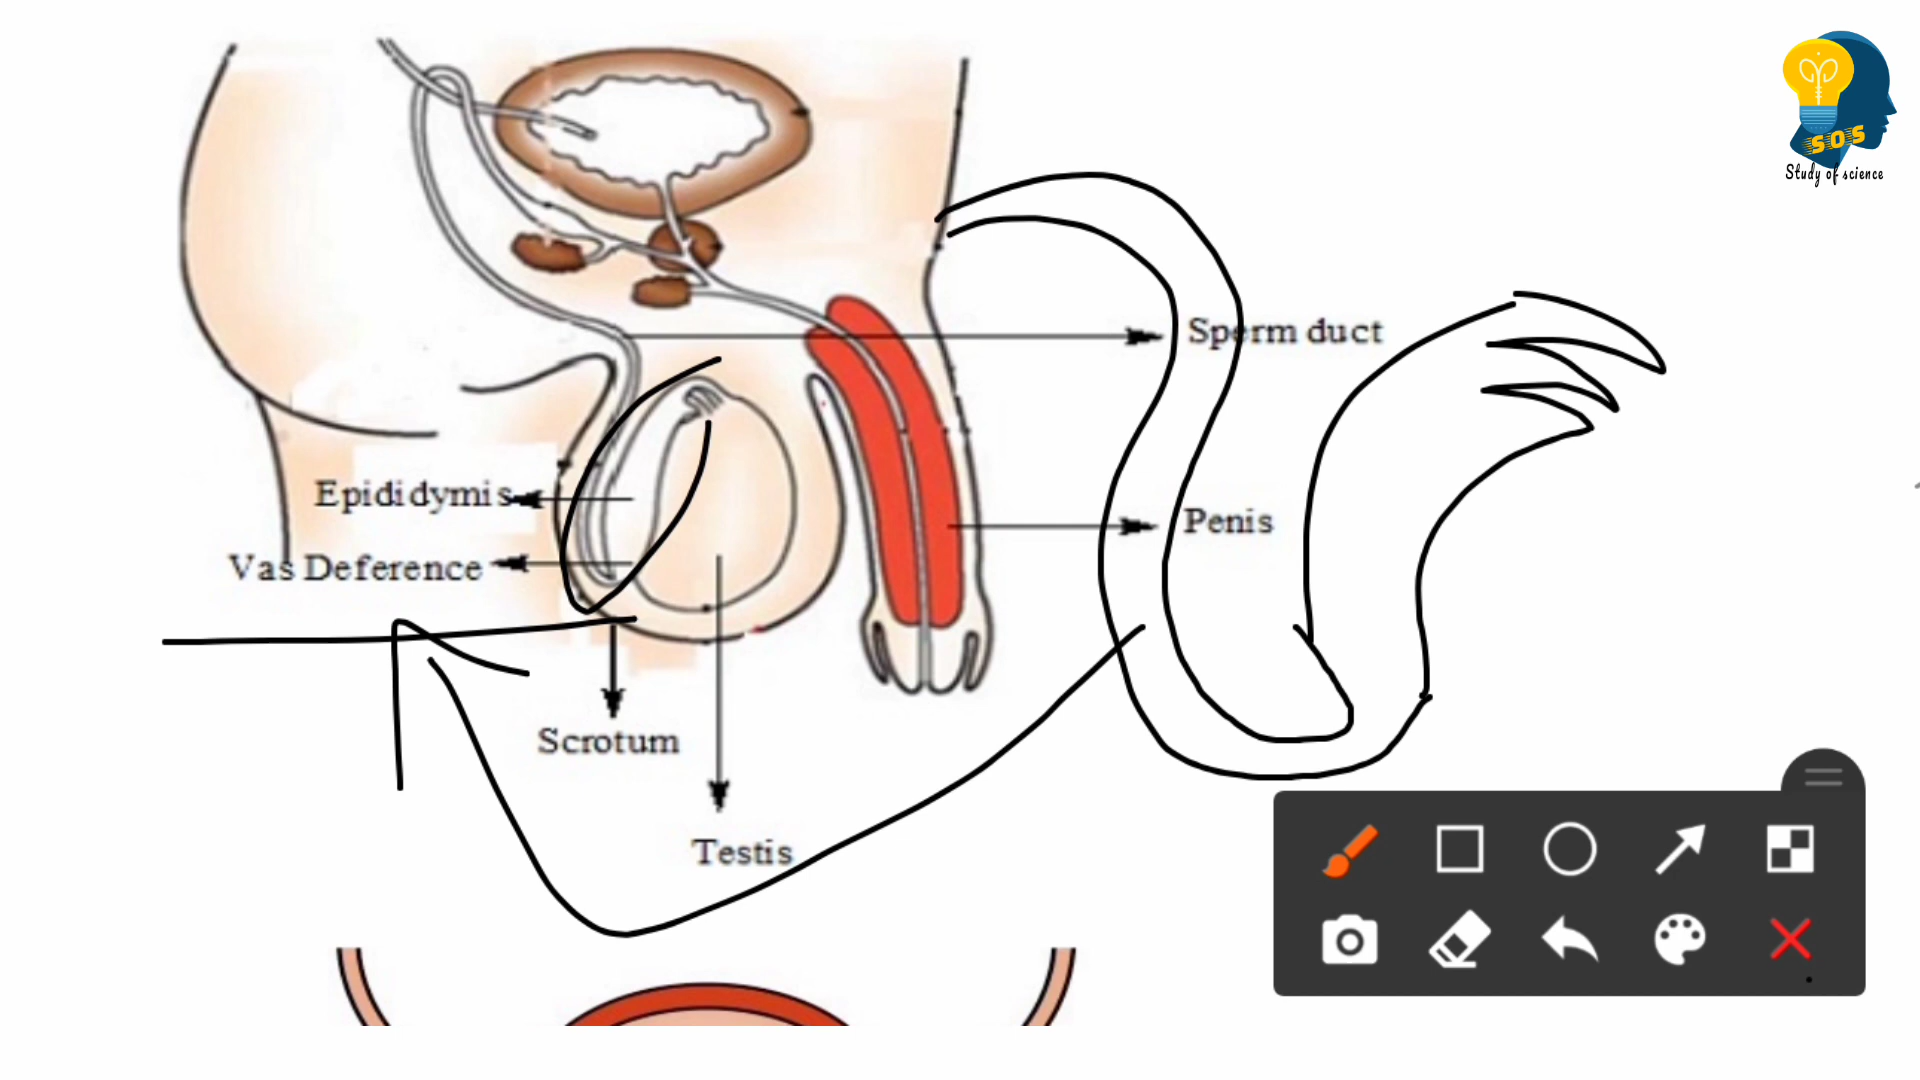 SOS
Study of science
Sperm duct
Epididymis
Penis
Vas Deference
Scrotum
Testis